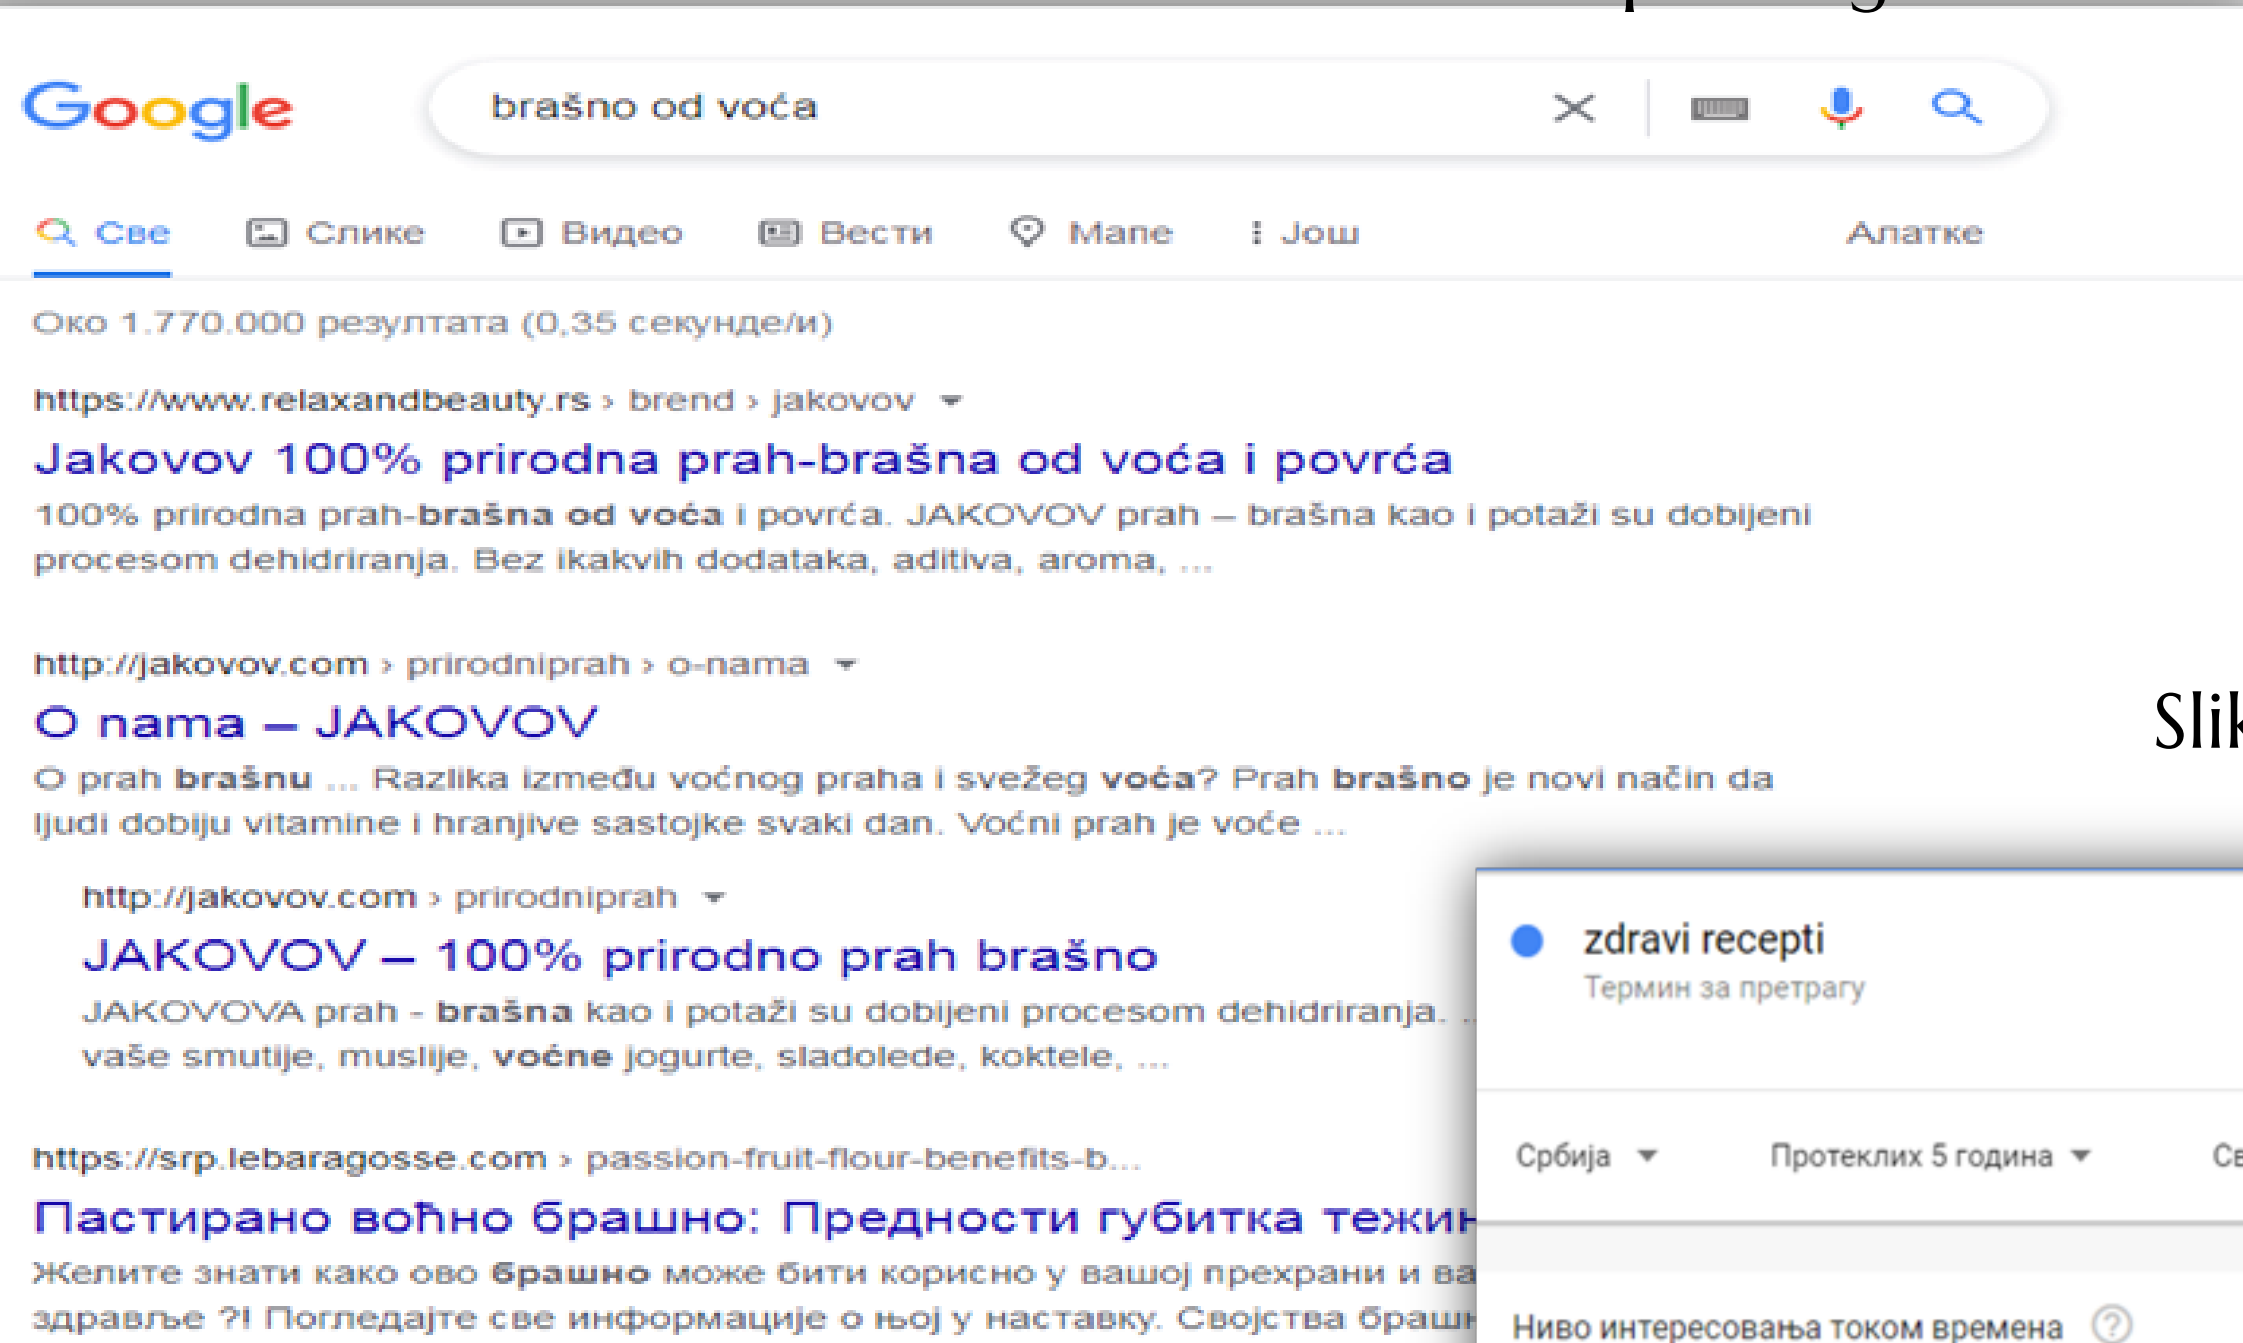 Google
brašno od voća
Све Слике Видео Вести Мапе Још Алатке
Око 1.770.000 резултата (0,35 секунде/и)
https://www.relaxandbeauty.rs › brend › jakovov
Jakovov 100% prirodna prah-brašna od voća i povrća
100% prirodna prah-brašna od voća i povrća. JAKOVOV prah – brašna kao i potaži su dobijeni
procesom dehidriranja. Bez ikakvih dodataka, aditiva, aroma, ...
http://jakovov.com › prirodniprah › o-nama
O nama – JAKOVOV
O prah brašnu ... Razlika između voćnog praha i svežeg voća? Prah brašno je novi način da
ljudi dobiju vitamine i hranjive sastojke svaki dan. Voćni prah je voće ...
http://jakovov.com › prirodniprah
JAKOVOV – 100% prirodno prah brašno
JAKOVOVA prah - brašna kao i potaži su dobijeni procesom dehidriranja. ..
vaše smutije, muslije, voćne jogurte, sladolede, koktele, ...
https://srp.lebaragosse.com › passion-fruit-flour-benefits-b...
Пастирано воћно брашно: Предности губитка
Желите знати како ово брашно може бити корисно у вашој прехрани и
здравље ?! Погледајте све информације о њој у наставку. Својства
Slik
zdravi recepti
Термин за претрагу
Србија Протеклих 5 година
Ниво интересовања током времена